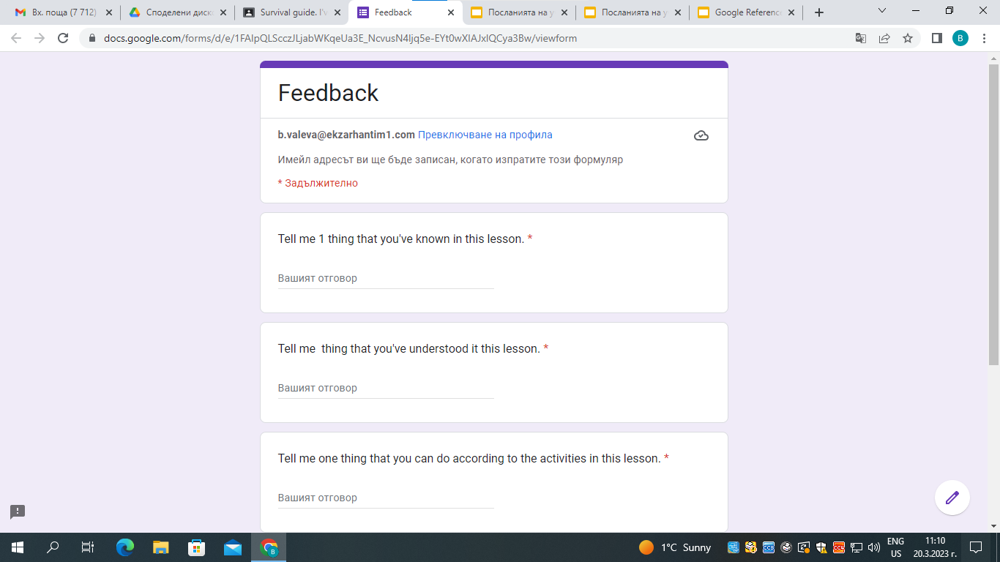 Вх. поща (7 712)
Споделени диск
Survival guide. I'v
Feedback
Посланията на у
Посланията на у
Google Referenc
docs.google.com/forms/d/e/1FAIpQLScczJLjabWKqeUa3E_NcvusN4ljq5e-EYt0wXIAJxlQCya3Bw/viewform
B
Feedback
b.valeva@ekzarhantim1.com Превключване на профила
Имейл адресът ви ще бъде записан, когато изпратите този формуляр
* Задължително
Tell me 1 thing that you've known in this lesson. *
Вашият отговор
Tell me  thing that you've understood it this lesson. *
Вашият отговор
Tell me one thing that you can do according to the activities in this lesson. *
Вашият отговор
1°C Sunny
ENG
US
11:10
20.3.2023 г.